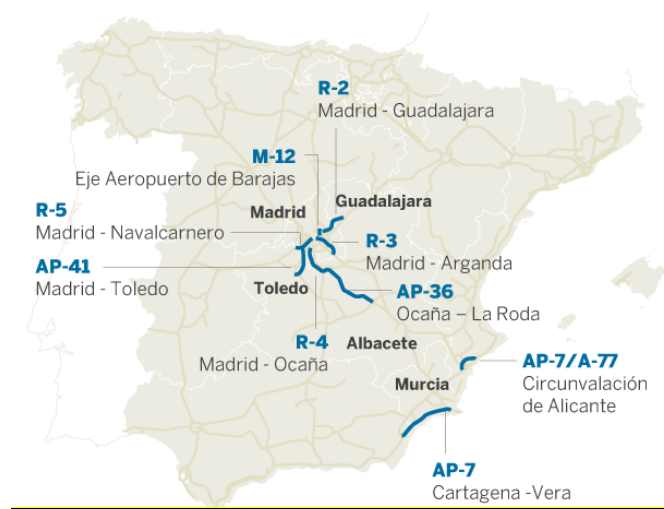 R-2
Madrid - Guadalajara
M-12
Eje Aeropuerto de Barajas
R-5
Madrid - Navalcarnero
Madrid
Guadalajara
R-3
Madrid - Arganda
AP-41
Madrid - Toledo
Toledo
AP-36
Ocaña – La Roda
R-4
Madrid - Ocaña
Albacete
Murcia
AP-7/A-77
Circunvalación
de Alicante
AP-7
Cartagena -Vera